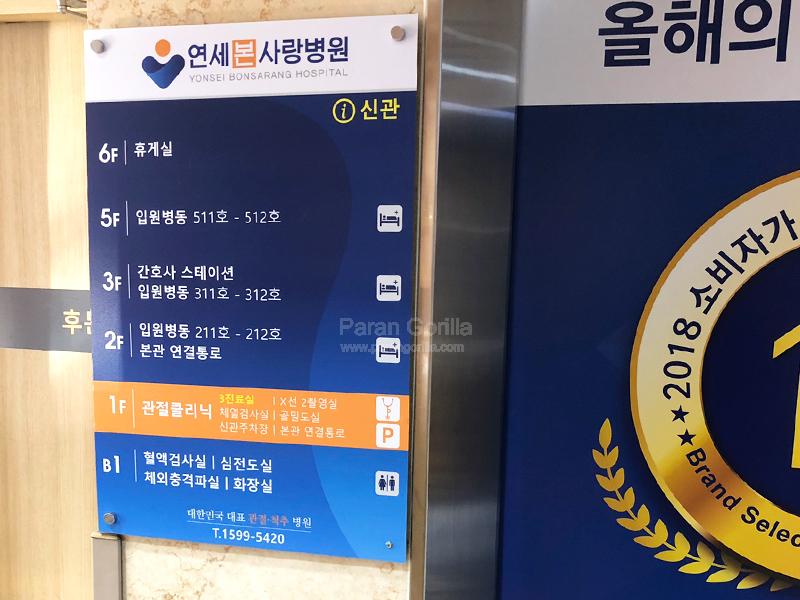 연세본사랑병원
YONSEI BONSARANG HOSPITAL
i 신관
6F 휴게실
5F 입원병동 511호 - 512호
3F 간호사 스테이션
입원병동 311호 - 312호
2F 입원병동 211호 - 212호
본관 연결통로
1F 관절클리닉
3진료실 | X선 2촬영실
체열검사실 | 골밀도실
신관주차장 | 본관 연결통로
P
B1 혈액검사실 | 심전도실
체외충격파실 | 화장실
대한민국 대표 관절·척추 병원
T.1599-5420
후문
올해의
★ 2018 소비자가
★ Brand Selec
Paran Gorilla
www.parangorilla.com